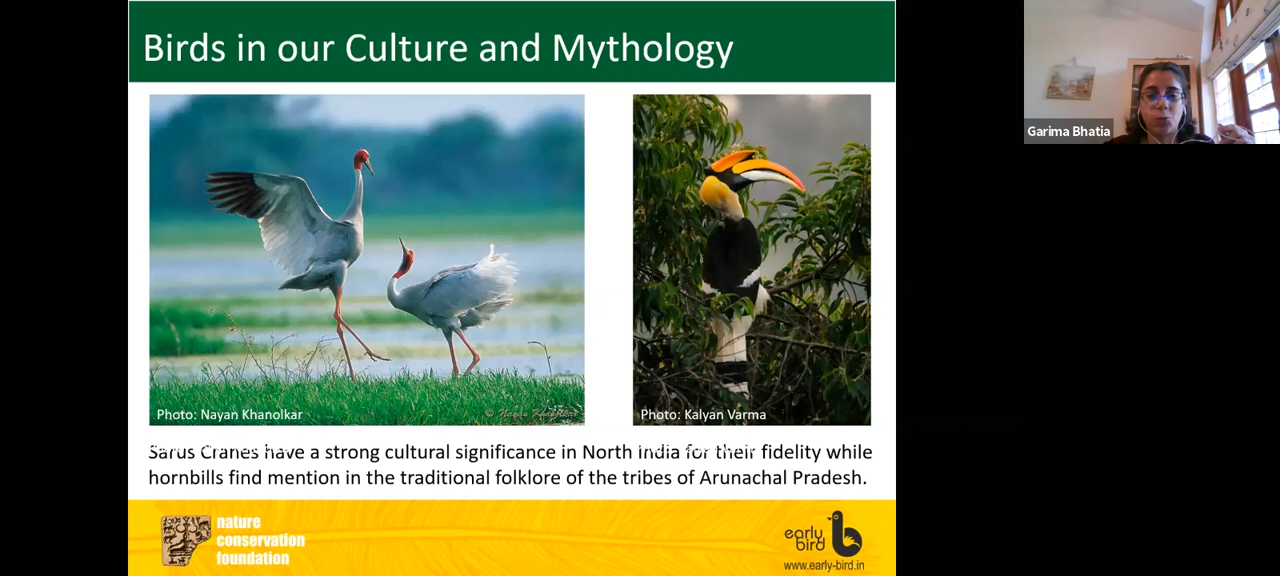 Birds in our Culture and Mythology
Garima Bhatia
Photo: Nayan Khanolkar
© Nayan Khanolkar
Photo: Kalyan Varma
Sarus Cranes have a strong cultural significance in North India for their fidelity while
hornbills find mention in the traditional folklore of the tribes of Arunachal Pradesh.
nature
conservation
foundation
early
bird
www.early-bird.in